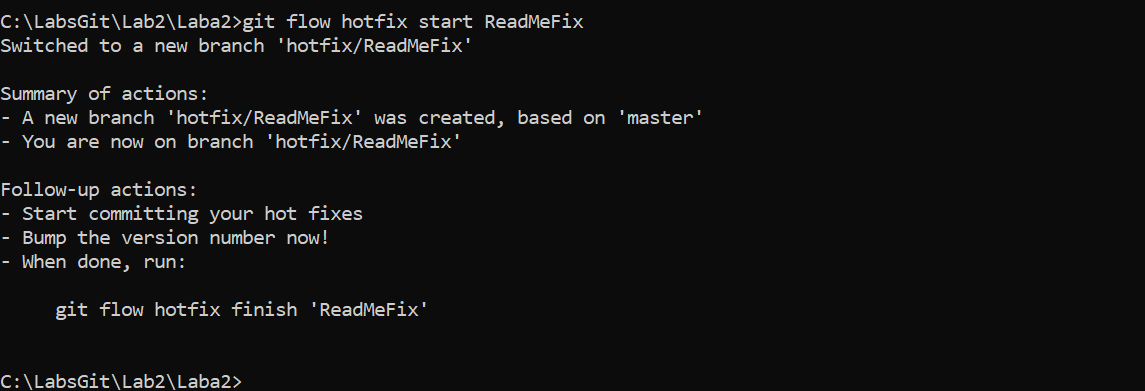 C:\LabsGit\Lab2\Laba2>git flow hotfix start ReadMeFix
Switched to a new branch 'hotfix/ReadMeFix'
Summary of actions:
- A new branch 'hotfix/ReadMeFix' was created, based on 'master'
- You are now on branch 'hotfix/ReadMeFix'
Follow-up actions:
- Start committing your hot fixes
- Bump the version number now!
- When done, run:
git flow hotfix finish 'ReadMeFix'
C:\LabsGit\Lab2\Laba2>